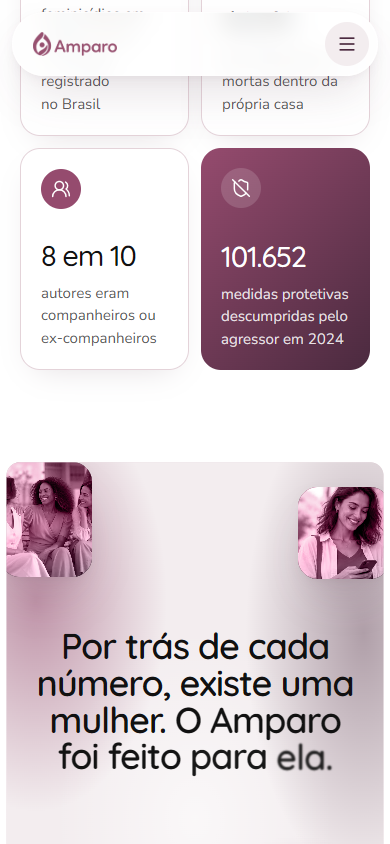 Amparo
registrado
no Brasil
mortas dentro da
própria casa
8 em 10
autores eram
companheiros ou
ex-companheiros
101.652
medidas protetivas
descumpridas pelo
agressor em 2024
Por trás de cada
número, existe uma
mulher. O Amparo
foi feito para ela.